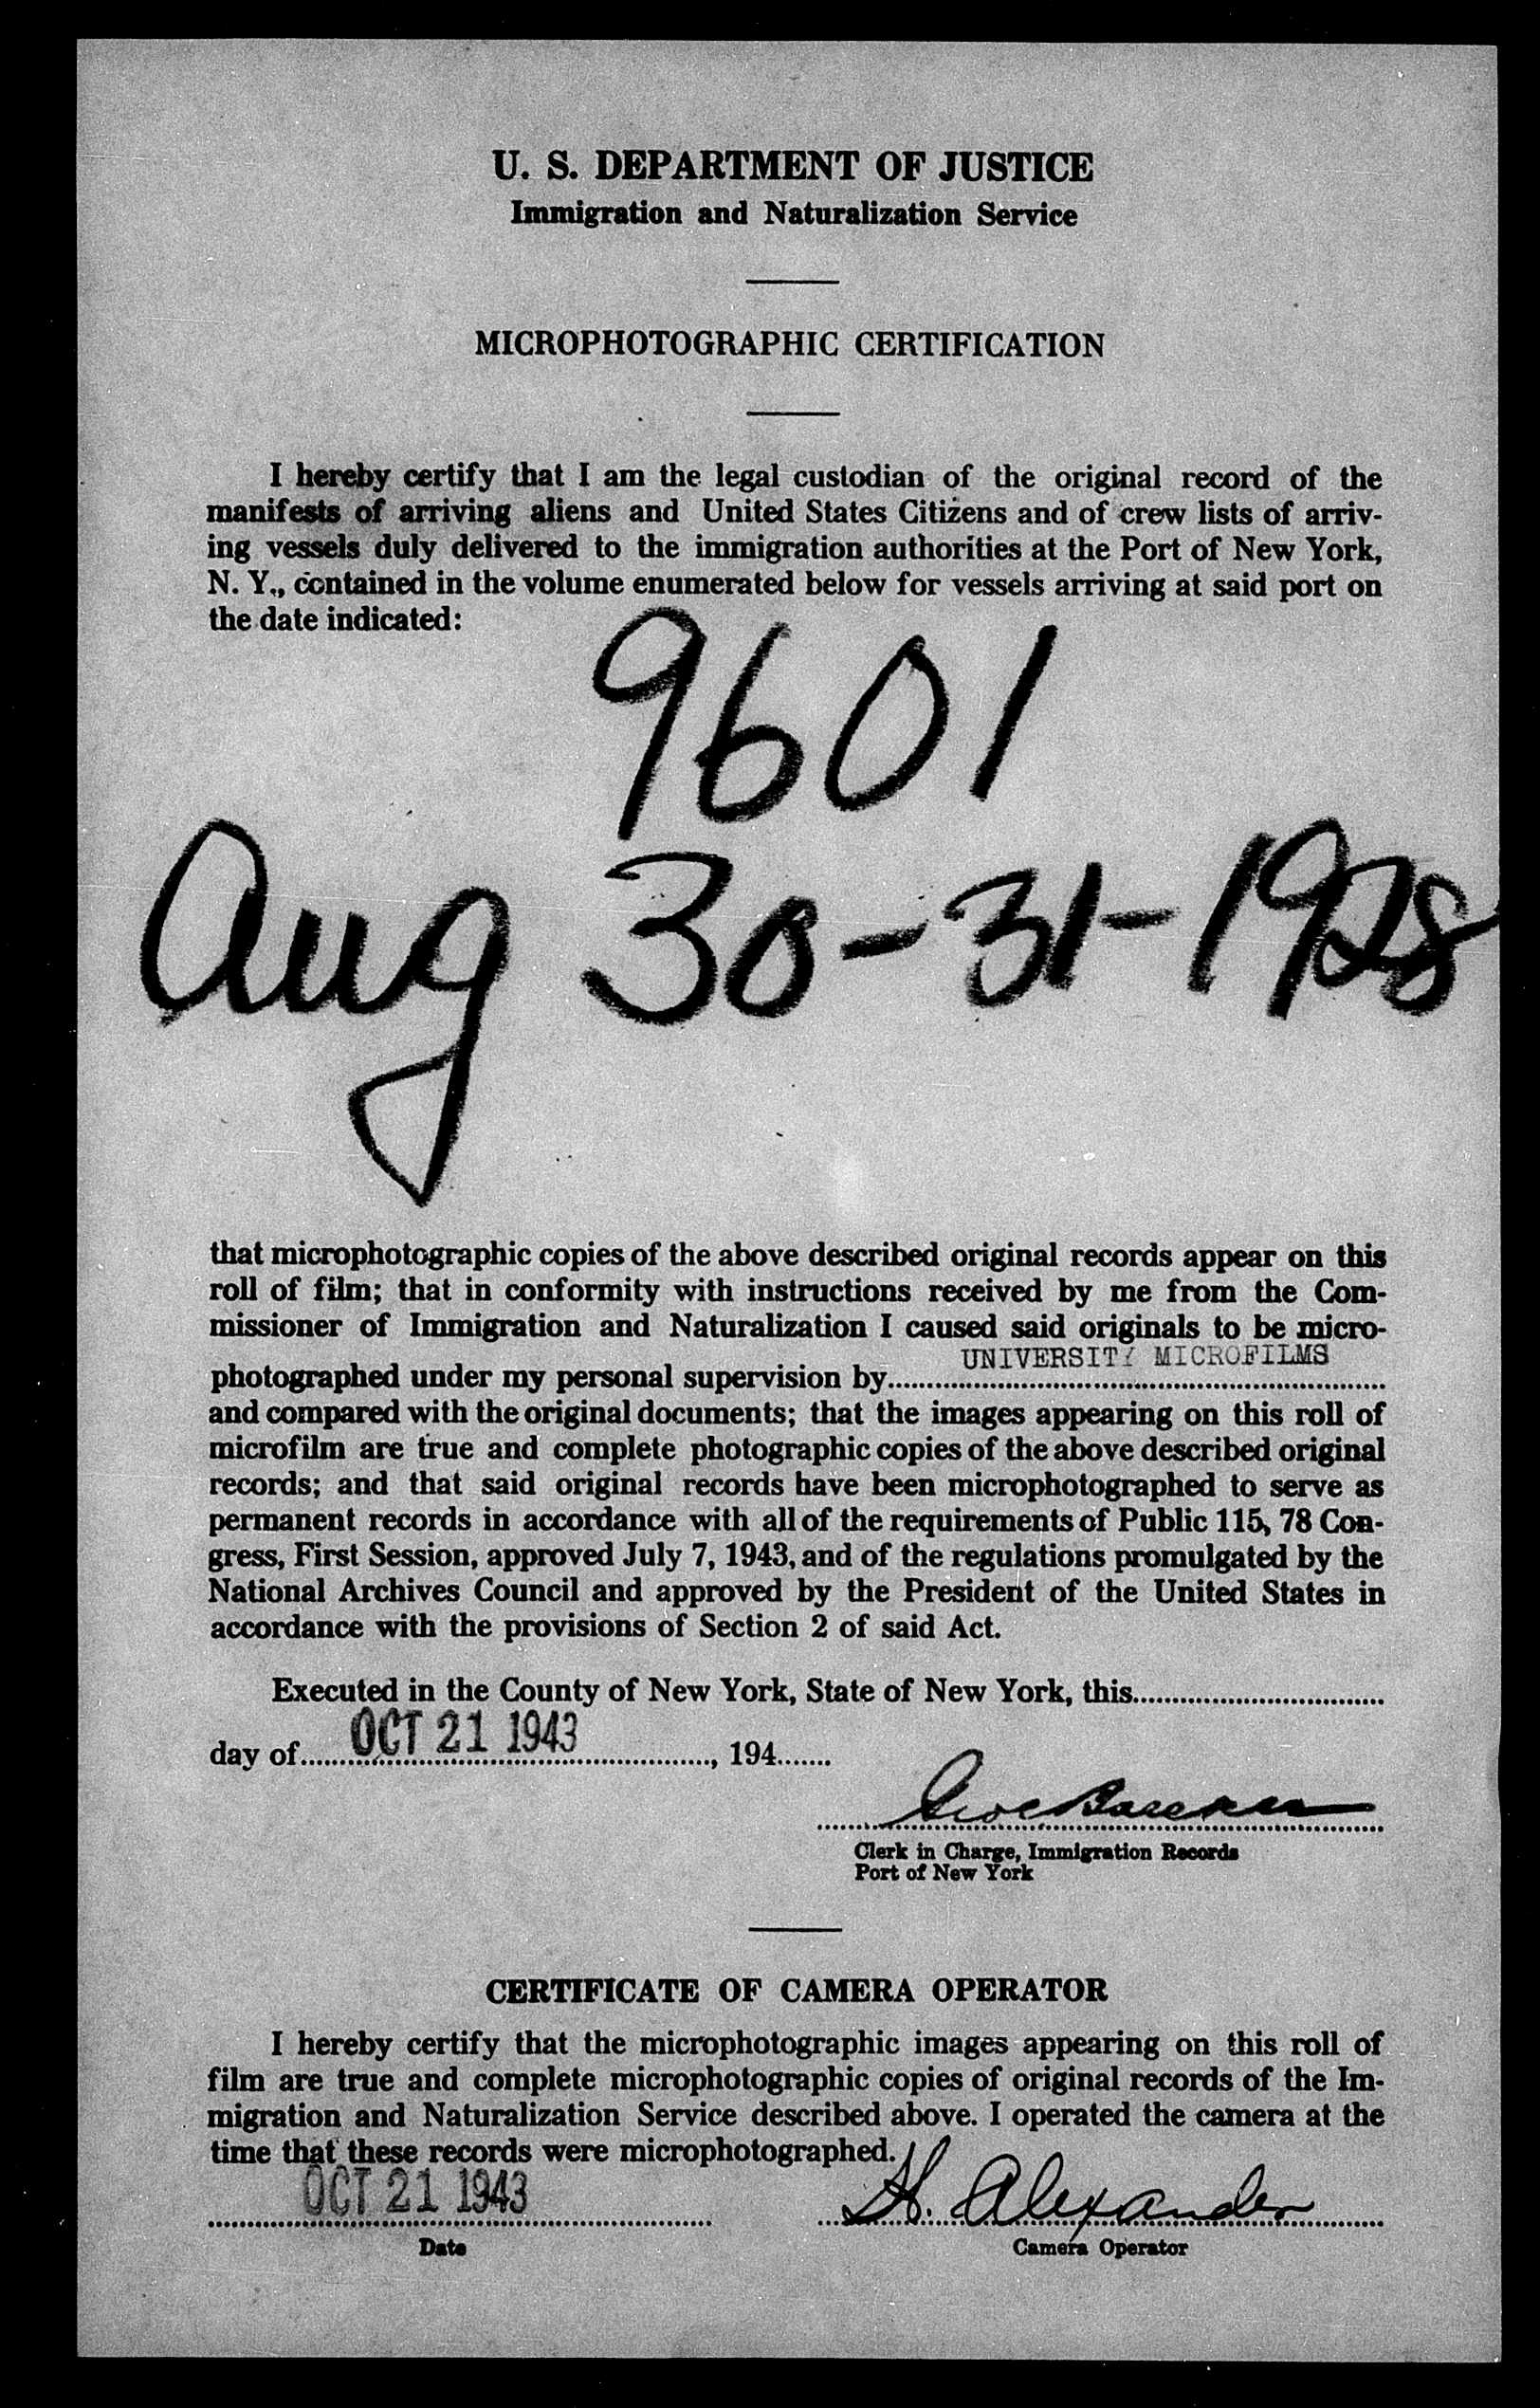 U. S. DEPARTMENT OF JUSTICE
Immigration and Naturalization Service
MICROPHOTOGRAPHIC CERTIFICATION
I hereby certify that I am the legal custodian of the original record of the
manifests of arriving aliens and United States Citizens and of crew lists of arriv-
ing vessels duly delivered to the immigration authorities at the Port of New York,
N. Y., contained in the volume enumerated below for vessels arriving at said port on
the date indicated:
9601
Aug 30-31-1928
that microphotographic copies of the above described original records appear on this
roll of film; that in conformity with instructions received by me from the Com-
missioner of Immigration and Naturalization I caused said originals to be micro-
UNIVERSITY MICROFILMS
photographed under my personal supervision by
and compared with the original documents; that the images appearing on this roll of
microfilm are true and complete photographic copies of the above described original
records; and that said original records have been microphotographed to serve as
permanent records in accordance with all of the requirements of Public 115, 78 Con-
gress, First Session, approved July 7, 1943, and of the regulations promulgated by the
National Archives Council and approved by the President of the United States in
accordance with the provisions of Section 2 of said Act.
Executed in the County of New York, State of New York, this
day of OCT 21 1943, 194
Clerk in Charge, Immigration Records
Port of New York
CERTIFICATE OF CAMERA OPERATOR
I hereby certify that the microphotographic images appearing on this roll of
film are true and complete microphotographic copies of original records of the Im-
migration and Naturalization Service described above. I operated the camera at the
time that these records were microphotographed.
OCT 21 1943 H. Alexander
Date Camera Operator